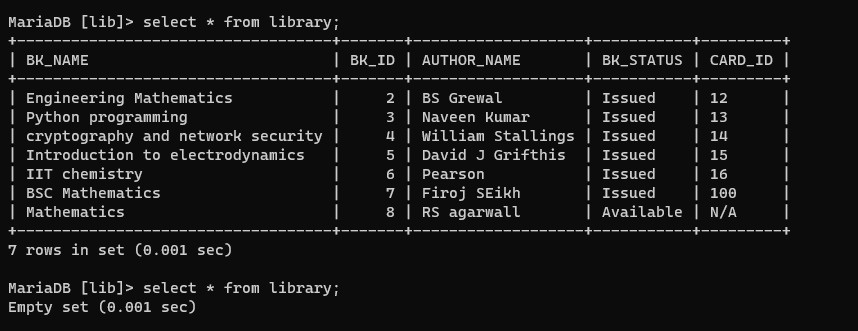 MariaDB [lib]> select * from library;
+-----------------------------------+-------+-------------------+-----------+---------+
| BK_NAME                           | BK_ID | AUTHOR_NAME       | BK_STATUS | CARD_ID |
+-----------------------------------+-------+-------------------+-----------+---------+
| Engineering Mathematics           |     2 | BS Grewal         | Issued    | 12      |
| Python programming                |     3 | Naveen Kumar      | Issued    | 13      |
| cryptography and network security |     4 | William Stallings | Issued    | 14      |
| Introduction to electrodynamics   |     5 | David J Grifthis  | Issued    | 15      |
| IIT chemistry                     |     6 | Pearson           | Issued    | 16      |
| BSC Mathematics                   |     7 | Firoj SEikh       | Issued    | 100     |
| Mathematics                       |     8 | RS agarwall       | Available | N/A     |
+-----------------------------------+-------+-------------------+-----------+---------+
7 rows in set (0.001 sec)
MariaDB [lib]> select * from library;
Empty set (0.001 sec)